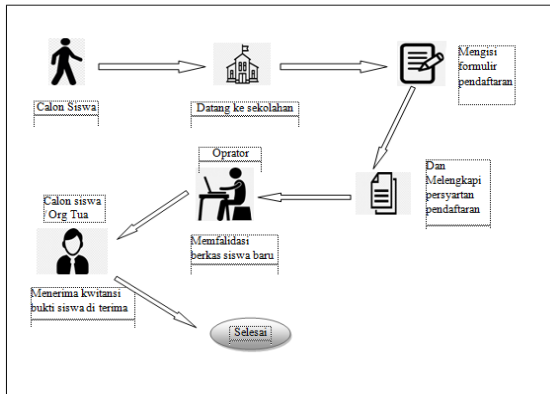 Calon Siswa
Datang ke sekolahan
Mengisi
formulir
pendaftaran
Dan
Melengkapi
persyartan
pendaftaran
Oprator
Memfalidasi
berkas siswa baru
Calon siswa
/ Org Tua
Menerima kwitansi
bukti siswa di terima
Selesai